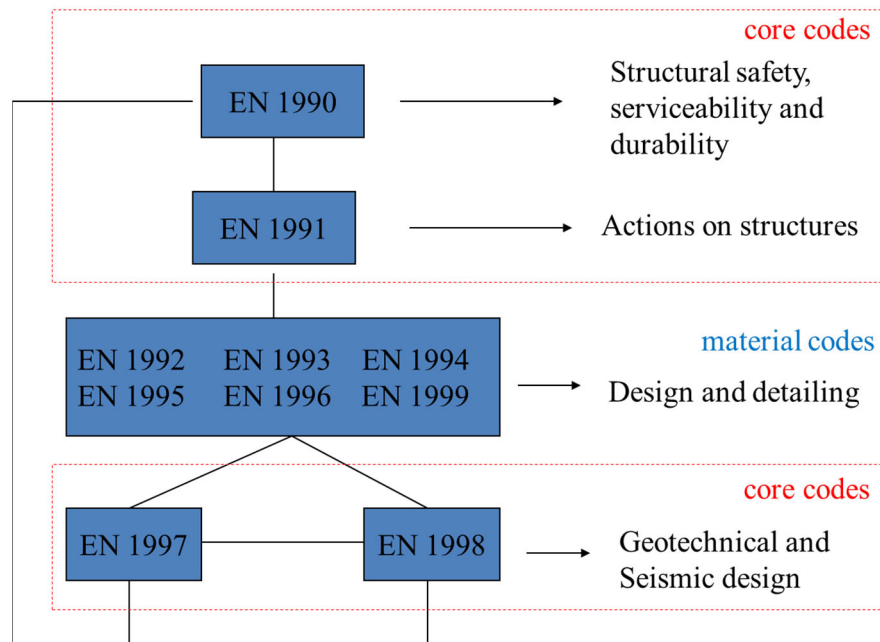 core codes
EN 1990
Structural safety,
serviceability and
durability
EN 1991
Actions on structures
material codes
EN 1992 EN 1993 EN 1994
EN 1995 EN 1996 EN 1999
Design and detailing
core codes
EN 1997
EN 1998
Geotechnical and
Seismic design